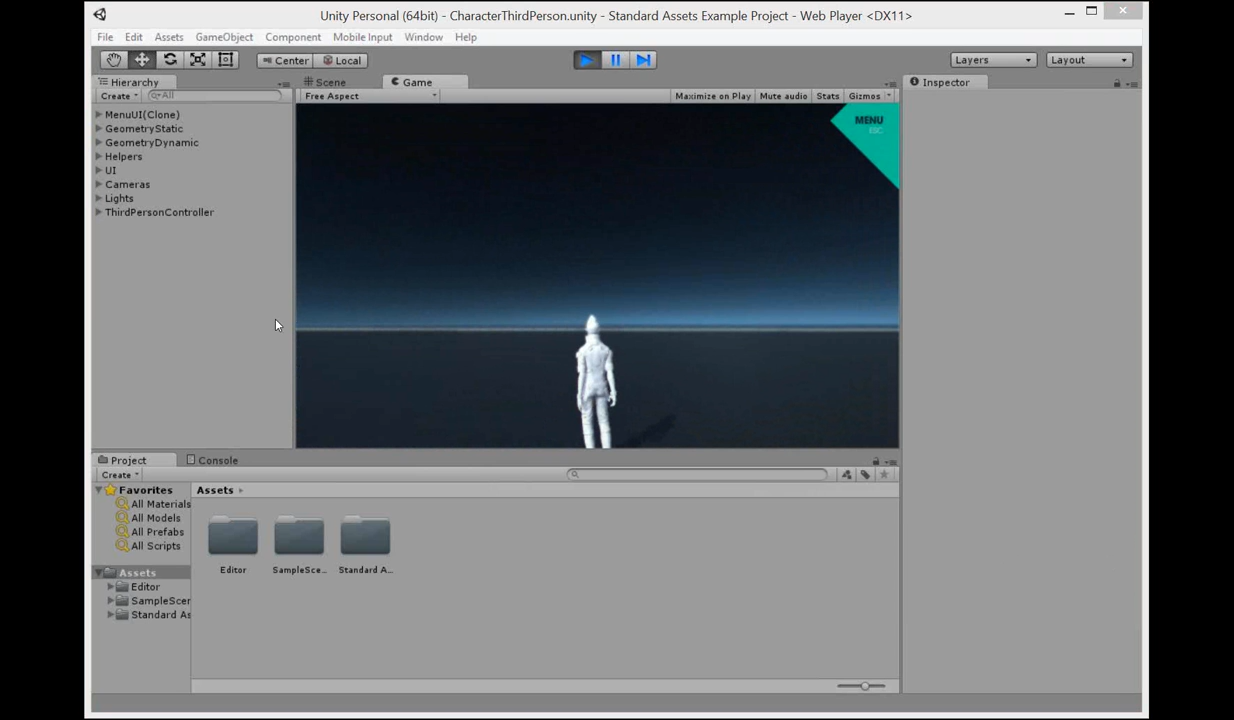 Unity Personal (64bit) - CharacterThirdPerson.unity - Standard Assets Example Project - Web Player <DX11>
File Edit Assets GameObject Component Mobile Input Window Help
Center Local Layers Layout
Hierarchy Scene Game Inspector
Create All Free Aspect Maximize on Play Mute audio Stats Gizmos
MenuUI(Clone)
GeometryStatic
GeometryDynamic
Helpers
UI
Cameras
Lights
ThirdPersonController
MENU
ESC
Project Console
Create
Favorites
All Materials
All Models
All Prefabs
All Scripts
Assets
Editor
SampleScen
Standard As
Assets
Editor SampleSce... Standard A...